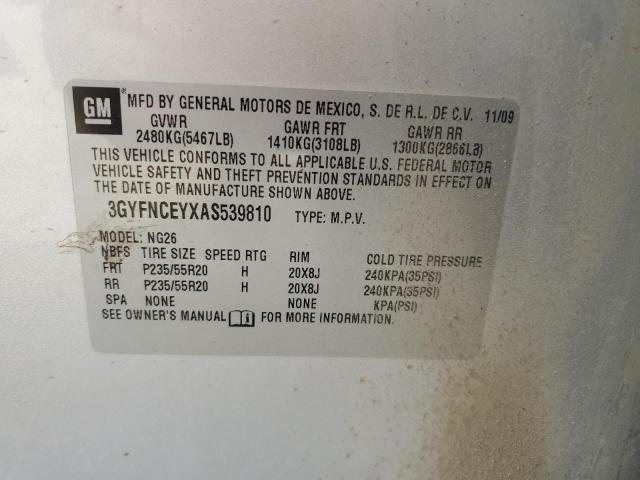 GM
MFD BY GENERAL MOTORS DE MEXICO, S. DE R.L. DE C.V. 11/09
GVWR GAWR FRT GAWR RR
2480KG(5467LB) 1410KG(3108LB) 1300KG(2866LB)
THIS VEHICLE CONFORMS TO ALL APPLICABLE U.S. FEDERAL MOTOR
VEHICLE SAFETY AND THEFT PREVENTION STANDARDS IN EFFECT ON
THE DATE OF MANUFACTURE SHOWN ABOVE.
3GYFNCEYXAS539810 TYPE: M.P.V.
MODEL: NG26
NBFS TIRE SIZE SPEED RTG RIM COLD TIRE PRESSURE
FRT P235/55R20 H 20X8J 240KPA(35PSI)
RR P235/55R20 H 20X8J 240KPA(35PSI)
SPA NONE NONE KPA(PSI)
SEE OWNER'S MANUAL FOR MORE INFORMATION.